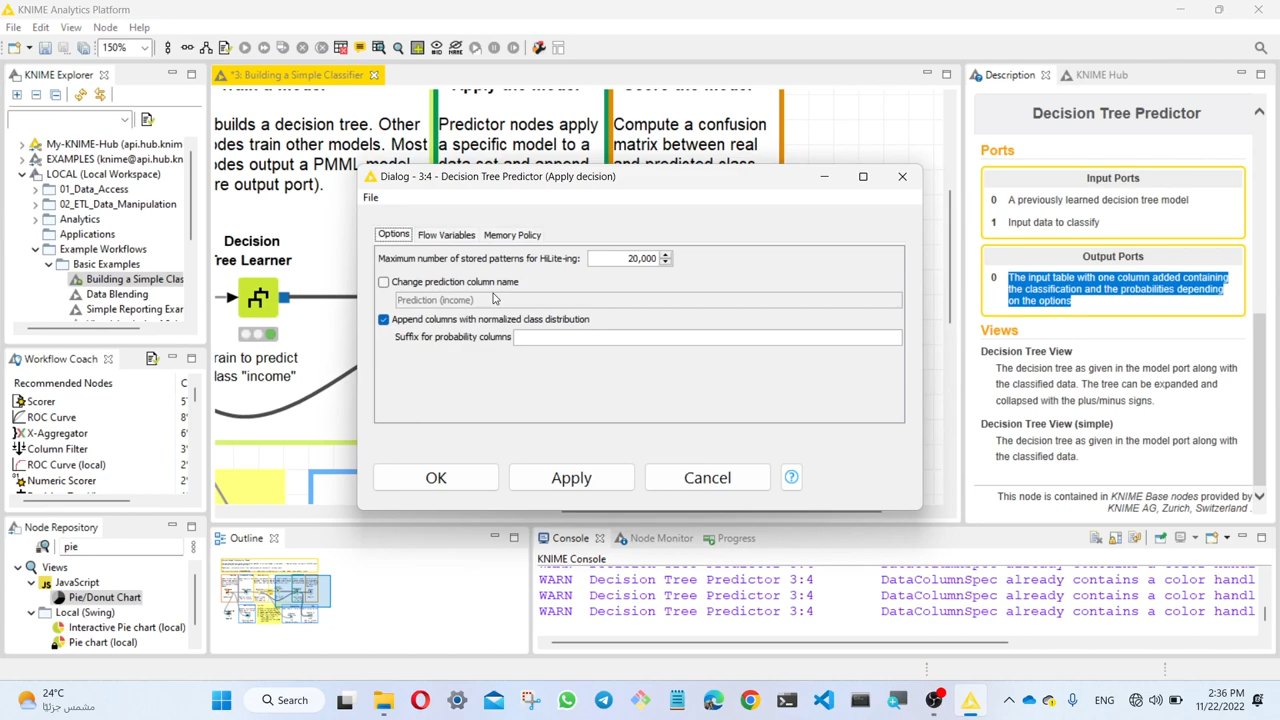 KNIME Analytics Platform
File Edit View Node Help
150%
KNIME Explorer
My-KNIME-Hub (api.hub.knim
EXAMPLES (knime@api.hub.kn
LOCAL (Local Workspace)
01_Data_Access
02_ETL_Data_Manipulation
Analytics
Applications
Example Workflows
Basic Examples
Building a Simple Clas
Data Blending
Simple Reporting Exar
Workflow Coach
Recommended Nodes
Scorer 5'
ROC Curve 8'
X-Aggregator 6'
Column Filter
ROC Curve (local)
Numeric Scorer 2'
Node Repository
pie
Views
JavaScript
Pie/Donut Chart
Local (Swing)
Interactive Pie chart (local)
Pie chart (local)
*3: Building a Simple Classifier
builds a decision tree. Other
odes train other models. Most
odes output a PMML model
re output port).
Predictor nodes apply
a specific model to a
Compute a confusion
matrix between real
Decision
Tree Learner
rain to predict
lass "income"
Dialog - 3:4 - Decision Tree Predictor (Apply decision)
File
Options Flow Variables Memory Policy
Maximum number of stored patterns for HiLite-ing: 20,000
Change prediction column name
Prediction (income)
Append columns with normalized class distribution
Suffix for probability columns
OK Apply Cancel
Description KNIME Hub
Decision Tree Predictor
Ports
Input Ports
0 A previously learned decision tree model
1 Input data to classify
Output Ports
0 The input table with one column added containing
the classification and the probabilities depending
on the options
Views
Decision Tree View
The decision tree as given in the model port along with
the classified data. The tree can be expanded and
collapsed with the plus/minus signs.
Decision Tree View (simple)
The decision tree as given in the model port along with
the classified data.
This node is contained in KNIME Base nodes provided by
KNIME AG, Zurich, Switzerland .
Outline
Console Node Monitor Progress
KNIME Console
WARN Decision Tree Predictor 3:4 DataColumnSpec already contains a color handl
WARN Decision Tree Predictor 3:4 DataColumnSpec already contains a color handl
WARN Decision Tree Predictor 3:4 DataColumnSpec already contains a color handl
24°C
مشمس جزئيًا
Search
ENG
2:36 PM
11/22/2022